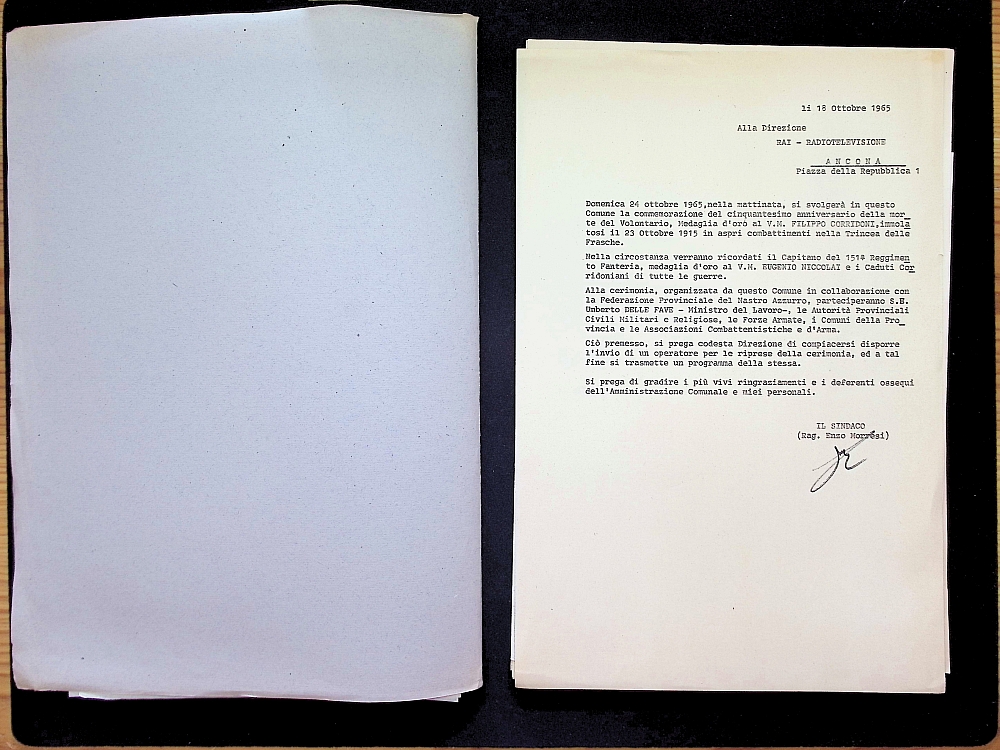 li 18 Ottobre 1965
Alla Direzione
RAI - RADIOTELEVISIONE
A N C O N A
Piazza della Repubblica 1
Domenica 24 ottobre 1965,nella mattinata, si svolgerà in questo
Comune la commemorazione del cinquantesimo anniversario della mor_
te del Volontario, Medaglia d'oro al V.M. FILIPPO CORRIDONI,immola
tosi il 23 Ottobre 1915 in aspri combattimenti nella Trincea delle
Frasche.
Nella circostanza verranno ricordati il Capitano del 151º Reggimen
to Fanteria, medaglia d'oro al V.M. EUGENIO NICCOLAI e i Caduti Cor
ridoniani di tutte le guerre.
Alla cerimonia, organizzata da questo Comune in collaborazione con
la Federazione Provinciale del Nastro Azzurro, parteciperanno S.E.
Umberto DELLE FAVE - Ministro del Lavoro-, le Autorità Provinciali
Civili Militari e Religiose, le Forze Armate, i Comuni della Pro_
vincia e le Associazioni Combattentistiche e d'Arma.
Ciò premesso, si prega codesta Direzione di compiacersi disporre
l'invio di un operatore per le riprese della cerimonia, ed a tal
fine si trasmette un programma della stessa.
Si prega di gradire i più vivi ringraziamenti e i deferenti ossequi
dell'Amministrazione Comunale e miei personali.
IL SINDACO
(Rag. Enzo Morresi)